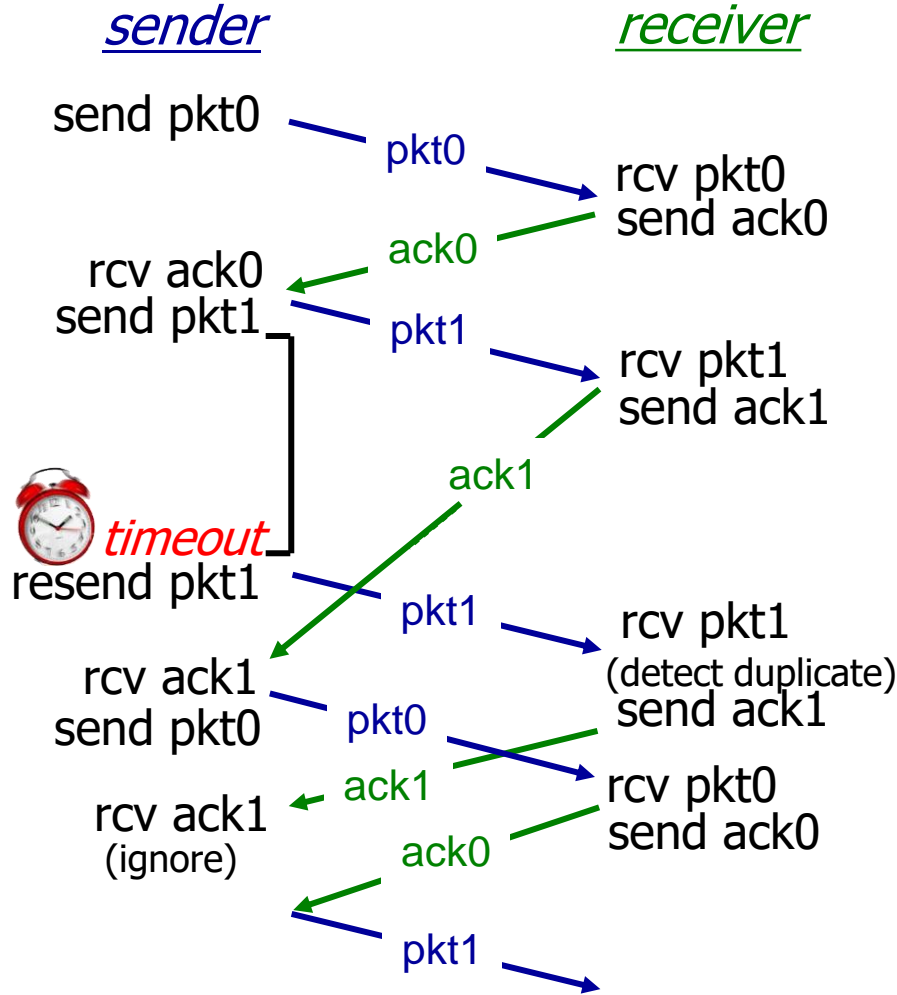 sender
receiver
send pkt0
pkt0
rcv pkt0
send ack0
ack0
rcv ack0
send pkt1
pkt1
rcv pkt1
send ack1
ack1
timeout
resend pkt1
pkt1
rcv pkt1
(detect duplicate)
send ack1
rcv ack1
send pkt0
pkt0
ack1
rcv pkt0
send ack0
rcv ack1
(ignore)
ack0
pkt1